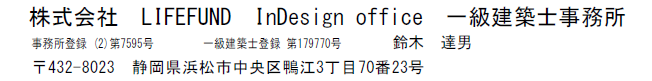 株式会社　LIFEFUND　InDesign office　一級建築士事務所
事務所登録 (2)第7595号　一級建築士登録 第179770号　鈴木　達男
〒432-8023　静岡県浜松市中央区鴨江3丁目70番23号